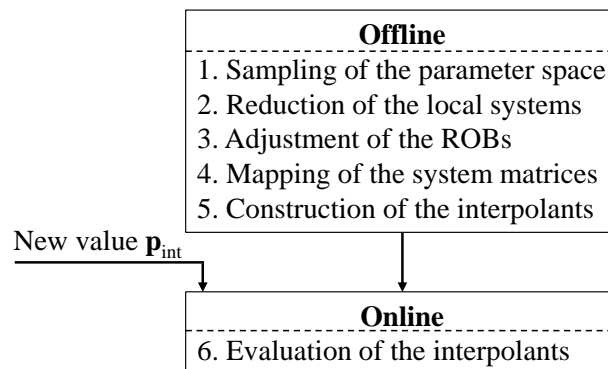 Offline
1. Sampling of the parameter space
2. Reduction of the local systems
3. Adjustment of the ROBs
4. Mapping of the system matrices
5. Construction of the interpolants
New value p_int
Online
6. Evaluation of the interpolants